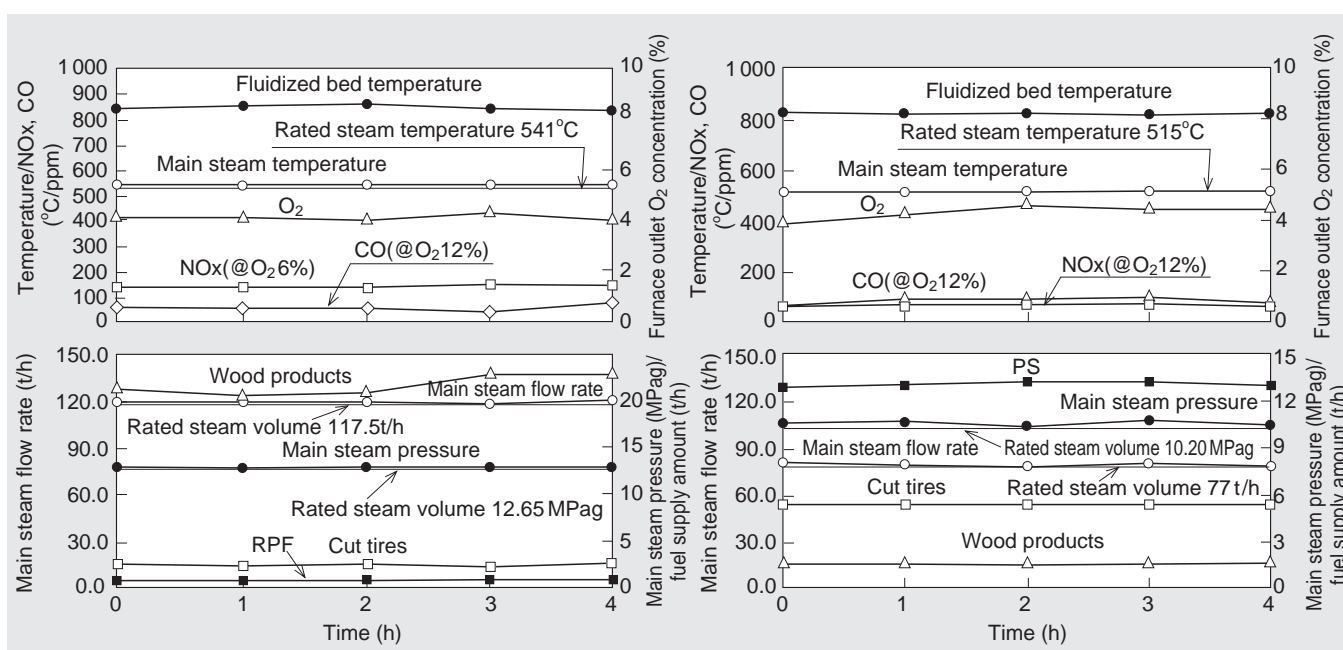 Temperature/NOx, CO
(°C/ppm)
1 000
900
800
700
600
500
400
300
200
100
0
Fluidized bed temperature
Rated steam temperature 541°C
Main steam temperature
O2
CO(@O212%)
NOx(@O26%)
10
8
6
4
2
0
Furnace outlet O2 concentration (%)
Temperature/NOx, CO
(°C/ppm)
1 000
800
600
400
200
0
Fluidized bed temperature
Rated steam temperature 515°C
Main steam temperature
O2
NOx(@O212%)
CO(@O212%)
10
8
6
4
2
0
Furnace outlet O2 concentration (%)
Main steam flow rate (t/h)
150.0
120.0
90.0
60.0
30.0
0.0
Wood products
Main steam flow rate
Rated steam volume 117.5t/h
Main steam pressure
Rated steam volume 12.65 MPag
RPF
Cut tires
20
15
10
5
0
Main steam pressure (MPag)/
fuel supply amount (t/h)
0
1
2
3
4
Time (h)
Main steam flow rate (t/h)
150.0
120.0
90.0
60.0
30.0
0.0
PS
Main steam pressure
Main steam flow rate
Rated steam volume 10.20 MPag
Cut tires
Rated steam volume 77 t/h
Wood products
15
12
9
6
3
0
Main steam pressure (MPag)/
fuel supply amount (t/h)
0
1
2
3
4
Time (h)